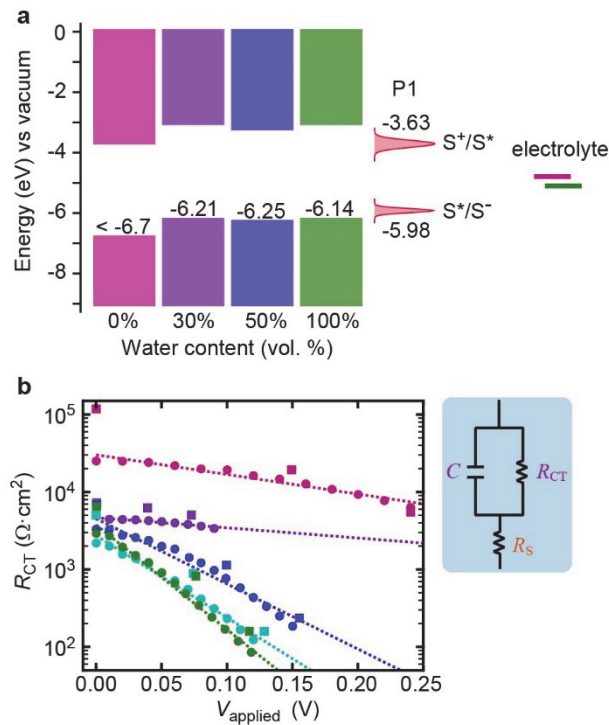 a
Energy (eV) vs vacuum
0
-2
-4
-6
-8
< -6.7
-6.21
-6.25
-6.14
P1
-3.63
S⁺/S*
S*/S⁻
-5.98
electrolyte
0%
30%
50%
100%
Water content (vol. %)
b
R_CT (Ω·cm²)
10⁵
10⁴
10³
10²
0.00
0.05
0.10
0.15
0.20
0.25
V_applied (V)
C
R_CT
R_S